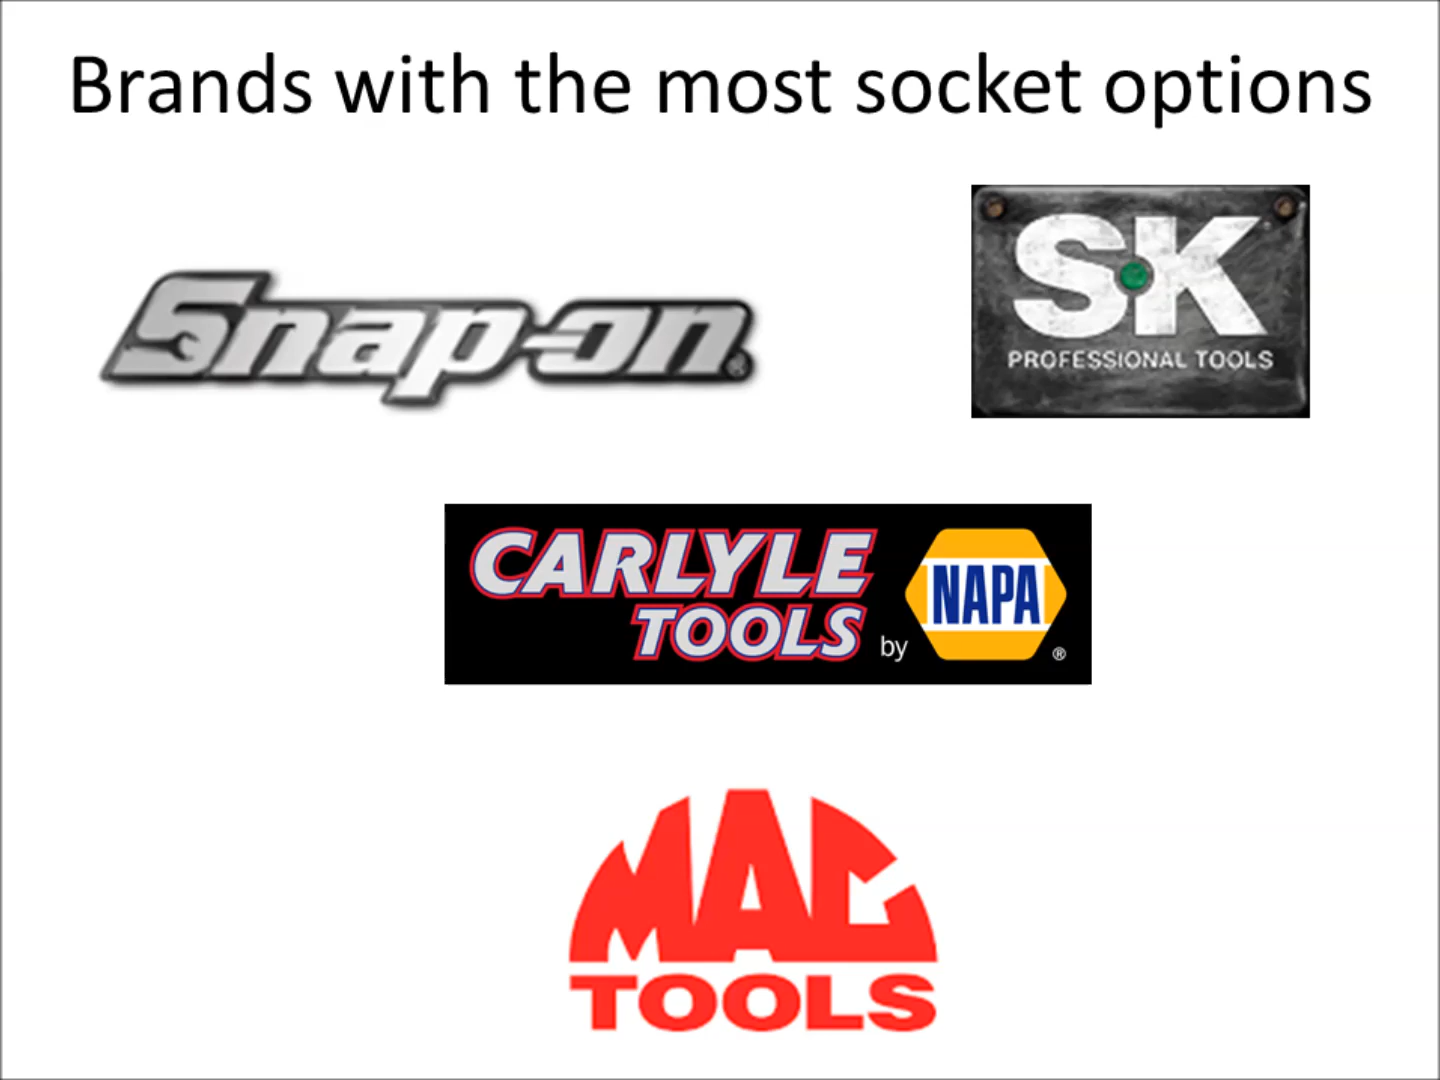 Brands with the most socket options
Snap-on®
SK
PROFESSIONAL TOOLS
CARLYLE
TOOLS by NAPA®
MAC
TOOLS